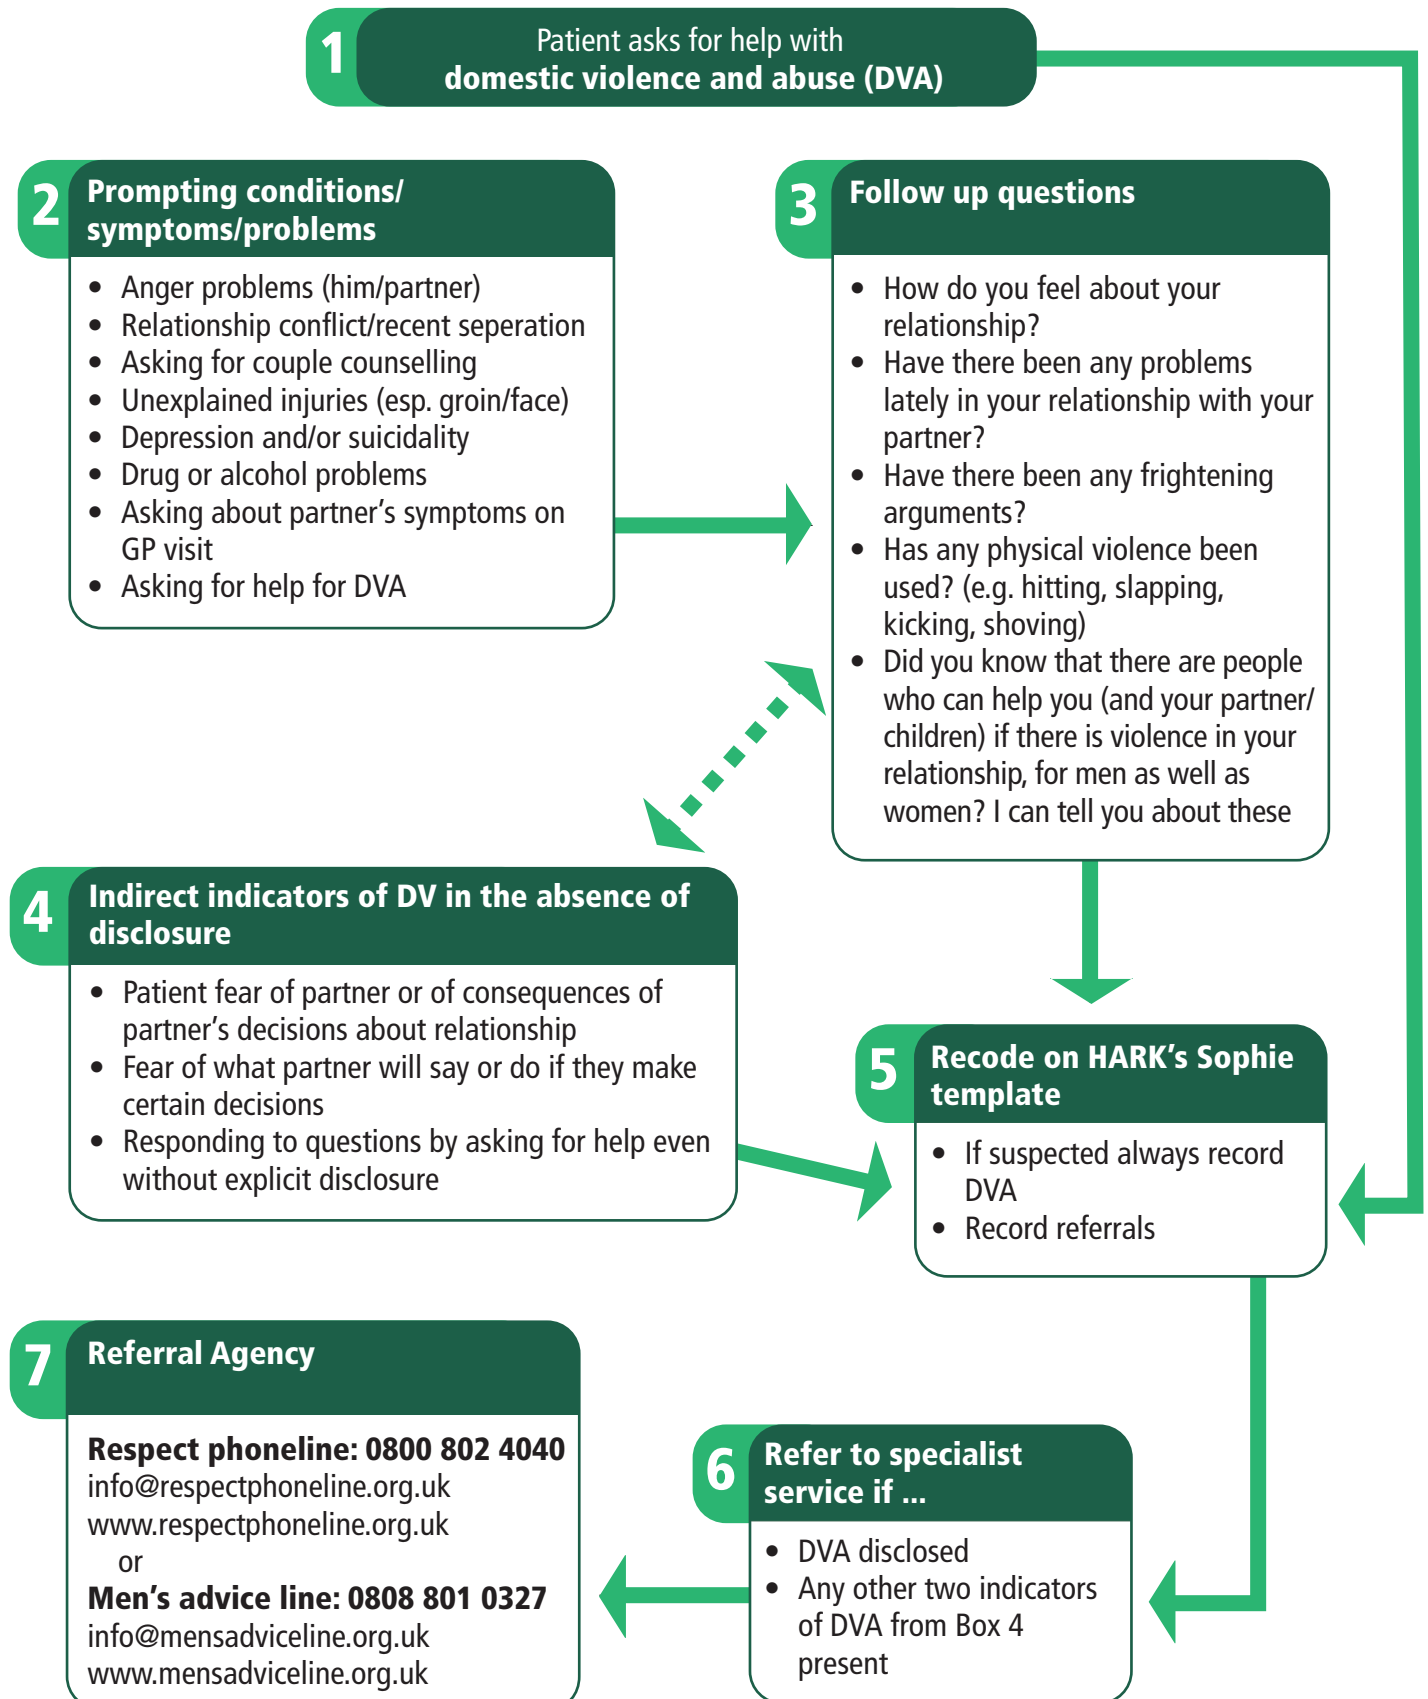 1
Patient asks for help with
domestic violence and abuse (DVA)
2
Prompting conditions/
symptoms/problems
• Anger problems (him/partner)
• Relationship conflict/recent seperation
• Asking for couple counselling
• Unexplained injuries (esp. groin/face)
• Depression and/or suicidality
• Drug or alcohol problems
• Asking about partner’s symptoms on
GP visit
• Asking for help for DVA
3
Follow up questions
• How do you feel about your
relationship?
• Have there been any problems
lately in your relationship with your
partner?
• Have there been any frightening
arguments?
• Has any physical violence been
used? (e.g. hitting, slapping,
kicking, shoving)
• Did you know that there are people
who can help you (and your partner/
children) if there is violence in your
relationship, for men as well as
women? I can tell you about these
4
Indirect indicators of DV in the absence of
disclosure
• Patient fear of partner or of consequences of
partner’s decisions about relationship
• Fear of what partner will say or do if they make
certain decisions
• Responding to questions by asking for help even
without explicit disclosure
5
Recode on HARK’s Sophie
template
• If suspected always record
DVA
• Record referrals
6
Refer to specialist
service if ...
• DVA disclosed
• Any other two indicators
of DVA from Box 4
present
7
Referral Agency
Respect phoneline: 0800 802 4040
info@respectphoneline.org.uk
www.respectphoneline.org.uk
or
Men’s advice line: 0808 801 0327
info@mensadviceline.org.uk
www.mensadviceline.org.uk